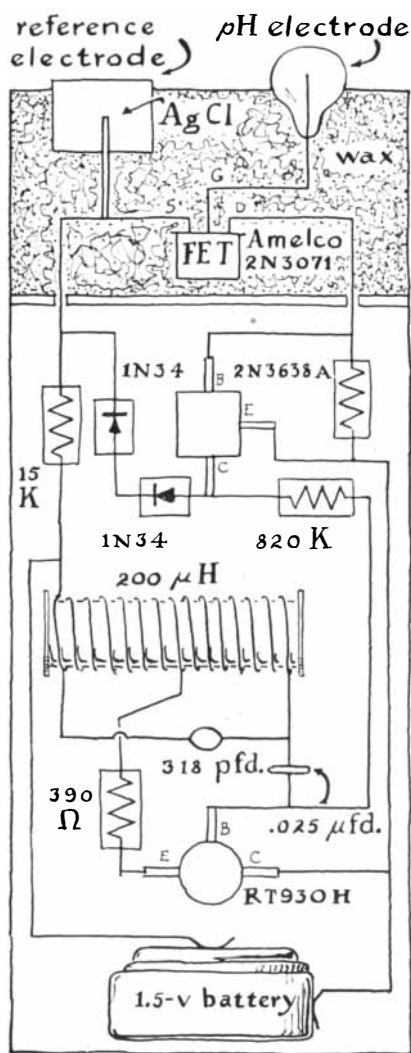 reference
electrode
pH electrode
AgCl
wax
G
S
D
FET
Amelco
2N3071
1N34
2N3638A
B
E
C
15
K
1N34
820 K
200 μH
318 pfd.
390
Ω
.025 μfd.
B
E
C
RT930H
1.5-v battery